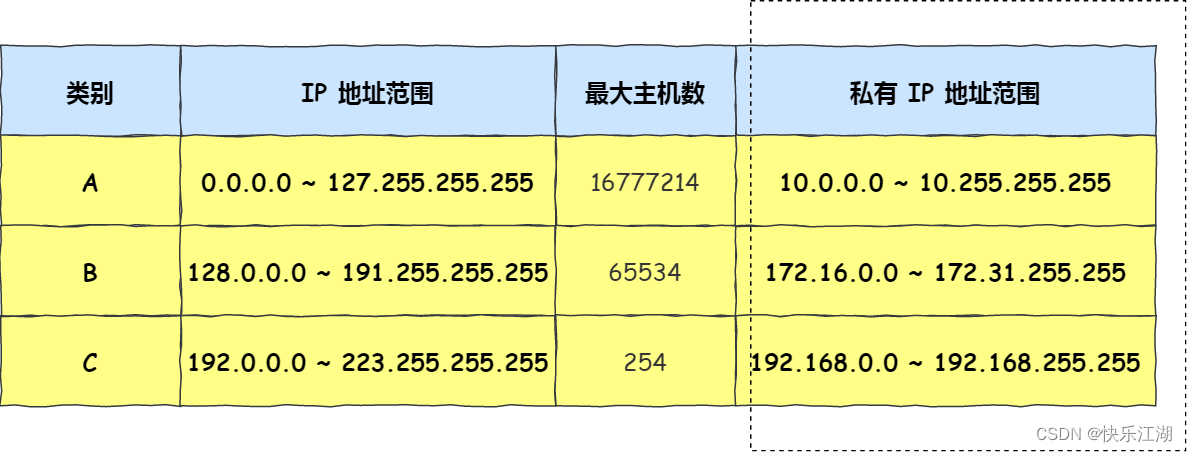 类别 IP 地址范围 最大主机数 私有 IP 地址范围
A 0.0.0.0 ~ 127.255.255.255 16777214 10.0.0.0 ~ 10.255.255.255
B 128.0.0.0 ~ 191.255.255.255 65534 172.16.0.0 ~ 172.31.255.255
C 192.0.0.0 ~ 223.255.255.255 254 192.168.0.0 ~ 192.168.255.255
CSDN @快乐江湖